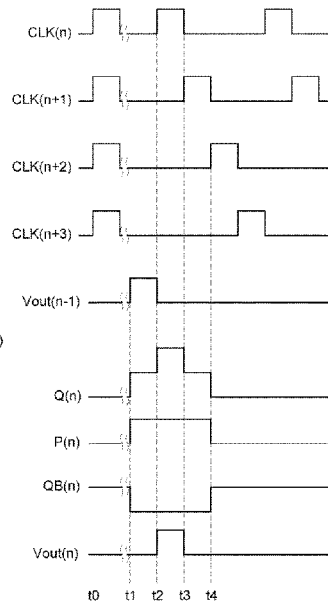 CLK(n)
CLK(n+1)
CLK(n+2)
CLK(n+3)
Vout(n-1)
)
Q(n)
P(n)
QB(n)
Vout(n)
t0 t1 t2 t3 t4